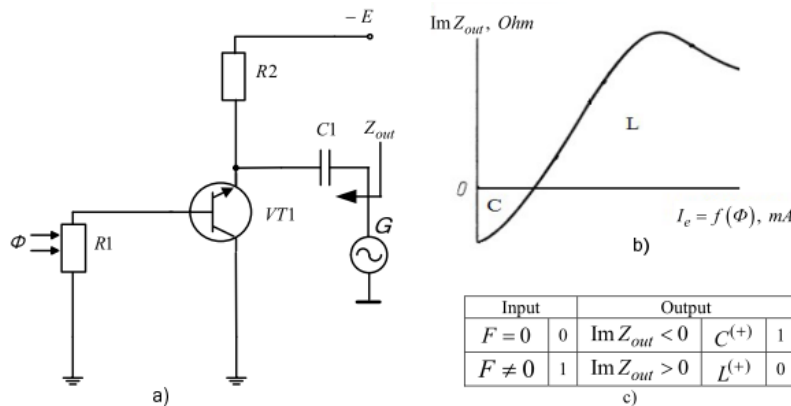 − E
R2
C1
Z_out
VT1
G
Φ
R1
a)
Im Z_out, Ohm
L
0
C
I_e = f(Φ), mA
b)
Input Output
F = 0 0 Im Z_out < 0 C^(+) 1
F ≠ 0 1 Im Z_out > 0 L^(+) 0
c)